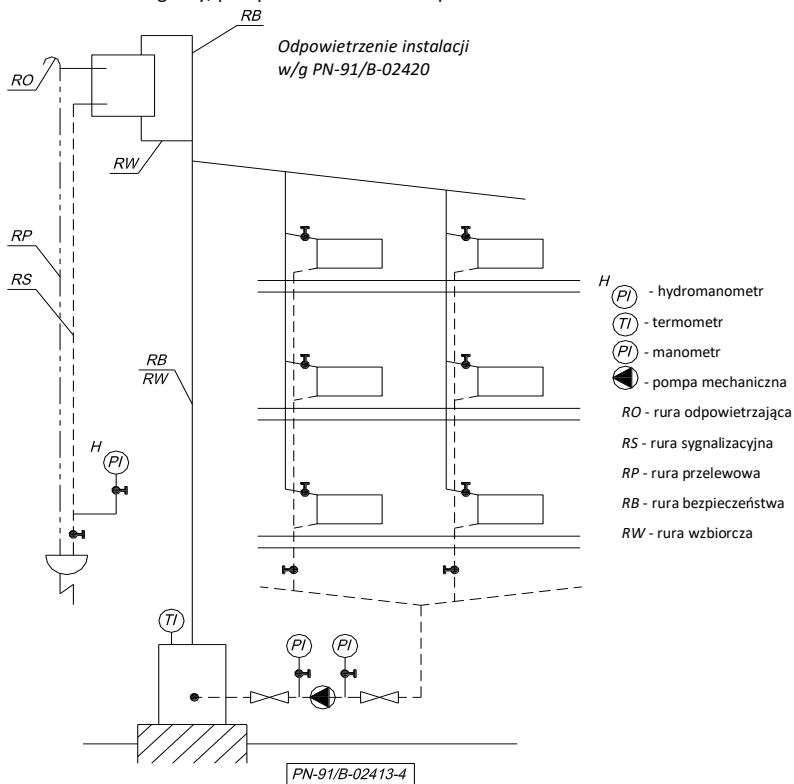 RB
Odpowietrzenie instalacji
w/g PN-91/B-02420
RO
RW
RP
RS
RB
RW
H
PI
TI
PI
PI
H
PI - hydromanometr
TI - termometr
PI - manometr
- pompa mechaniczna
RO - rura odpowietrzająca
RS - rura sygnalizacyjna
RP - rura przelewowa
RB - rura bezpieczeństwa
RW - rura wzbiorcza
PN-91/B-02413-4